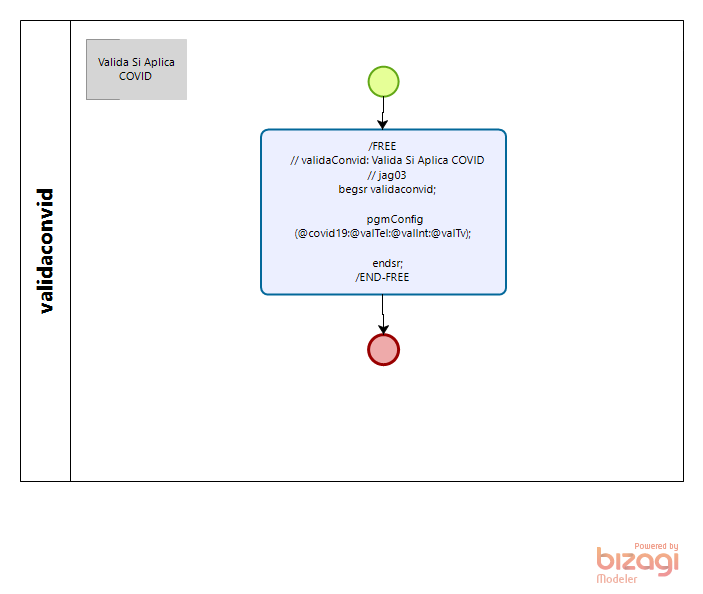 validaconvid
Valida Si Aplica
COVID
/FREE
// validaConvid: Valida Si Aplica COVID
// jag03
begsr validaconvid;
pgmConfig
(@covid19:@valTel:@valInt:@valTv);
endsr;
/END-FREE
Powered by
bizagi
Modeler